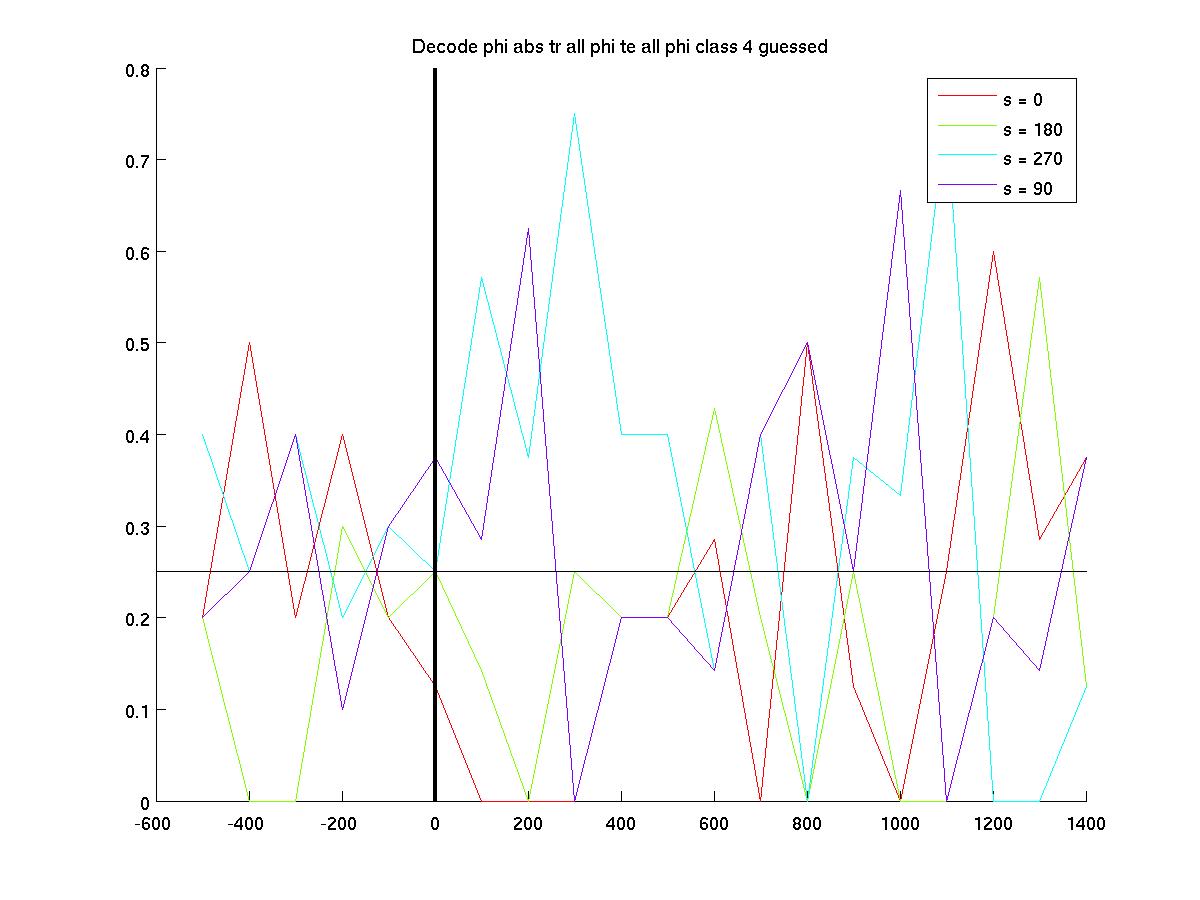 Decode phi abs tr all phi te all phi class 4 guessed
0.8
0.7
0.6
0.5
0.4
0.3
0.2
0.1
0
-600 -400 -200 0 200 400 600 800 1000 1200 1400
s = 0
s = 180
s = 270
s = 90